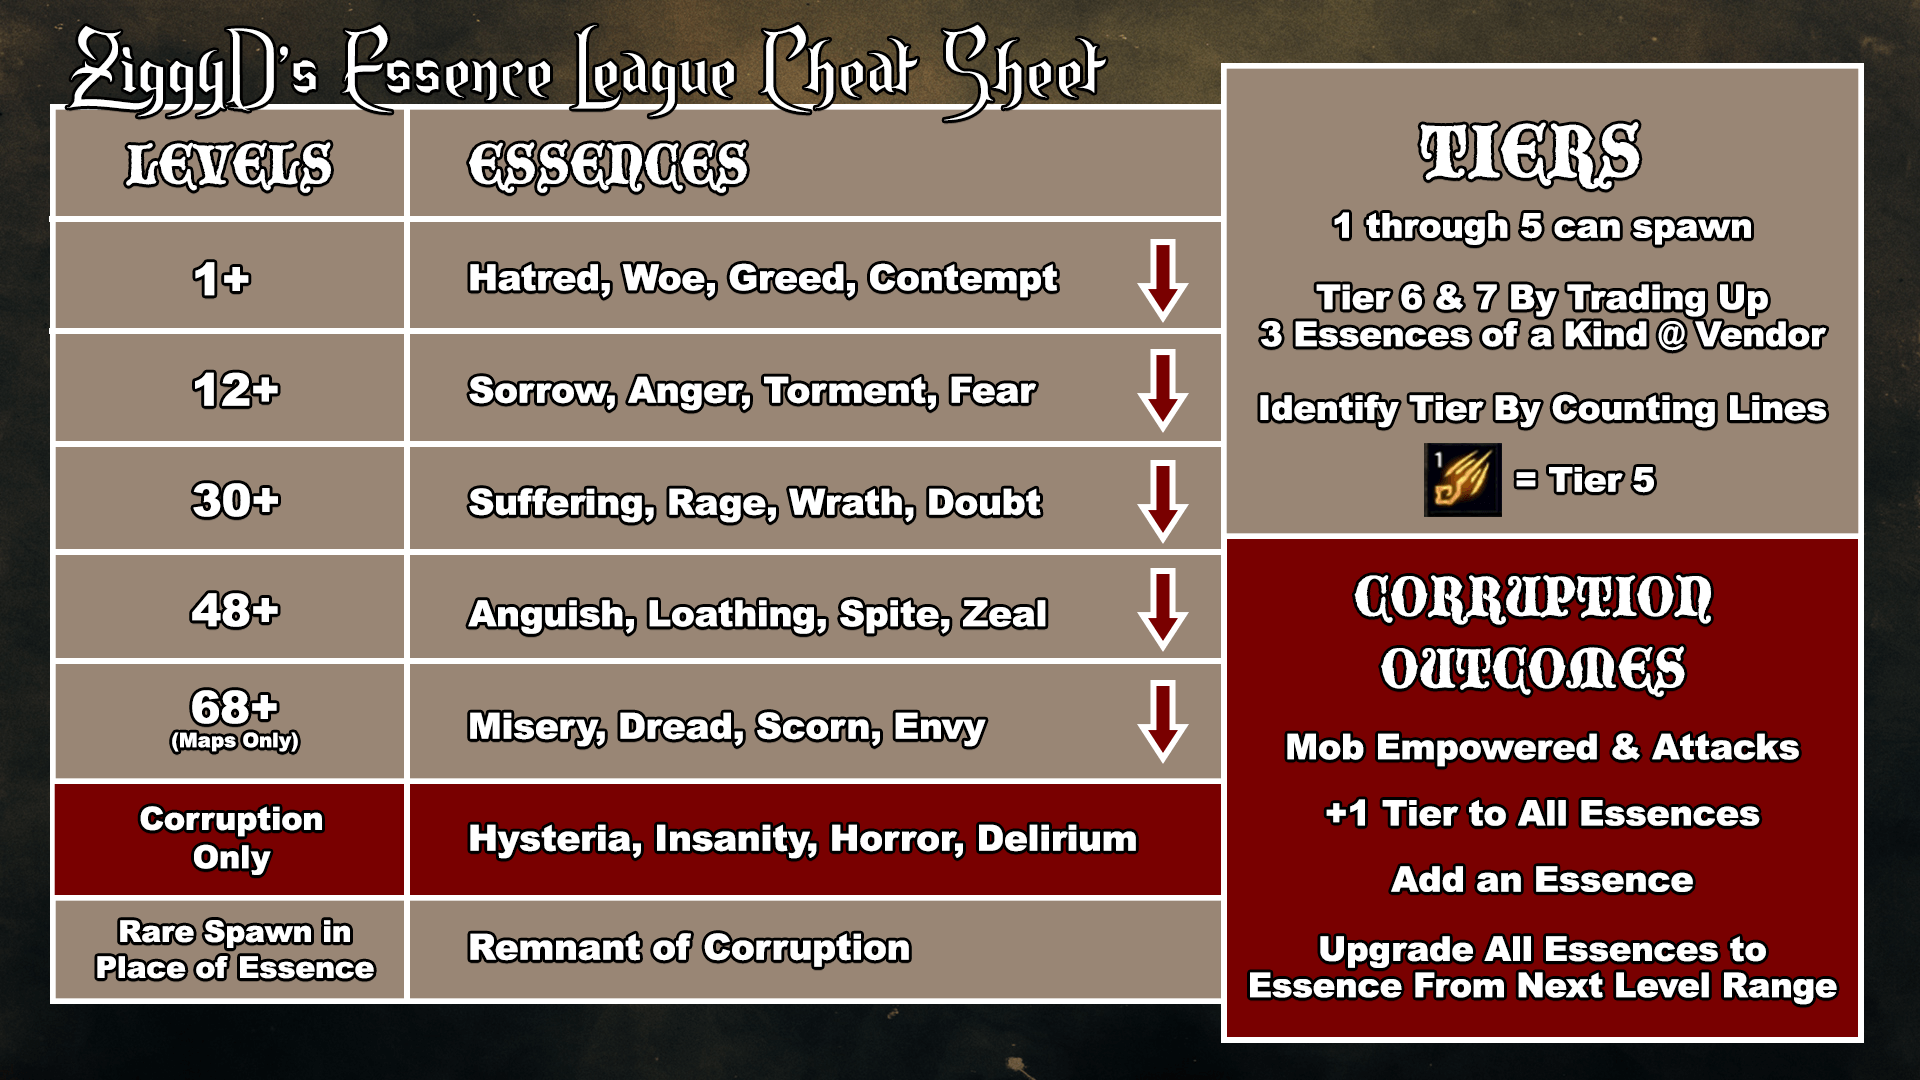 ZiggyD's Essence League Cheat Sheet
LEVELS
ESSENCES
1+
Hatred, Woe, Greed, Contempt
12+
Sorrow, Anger, Torment, Fear
30+
Suffering, Rage, Wrath, Doubt
48+
Anguish, Loathing, Spite, Zeal
68+
(Maps Only)
Misery, Dread, Scorn, Envy
Corruption
Only
Hysteria, Insanity, Horror, Delirium
Rare Spawn in
Place of Essence
Remnant of Corruption
TIERS
1 through 5 can spawn
Tier 6 & 7 By Trading Up
3 Essences of a Kind @ Vendor
Identify Tier By Counting Lines
1
= Tier 5
CORRUPTION
OUTCOMES
Mob Empowered & Attacks
+1 Tier to All Essences
Add an Essence
Upgrade All Essences to
Essence From Next Level Range